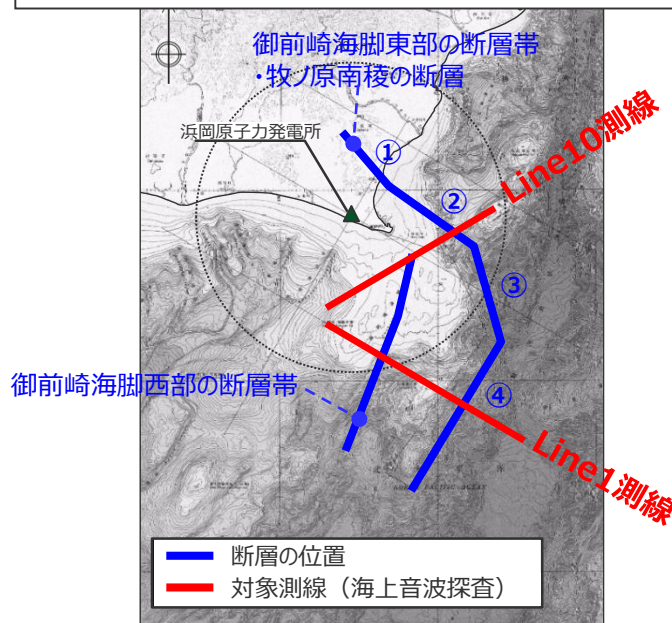 御前崎海脚東部の断層帯
・牧ノ原南稜の断層
浜岡原子力発電所
①
Line10測線
②
③
御前崎海脚西部の断層帯
④
Line1測線
断層の位置
対象測線（海上音波探査）